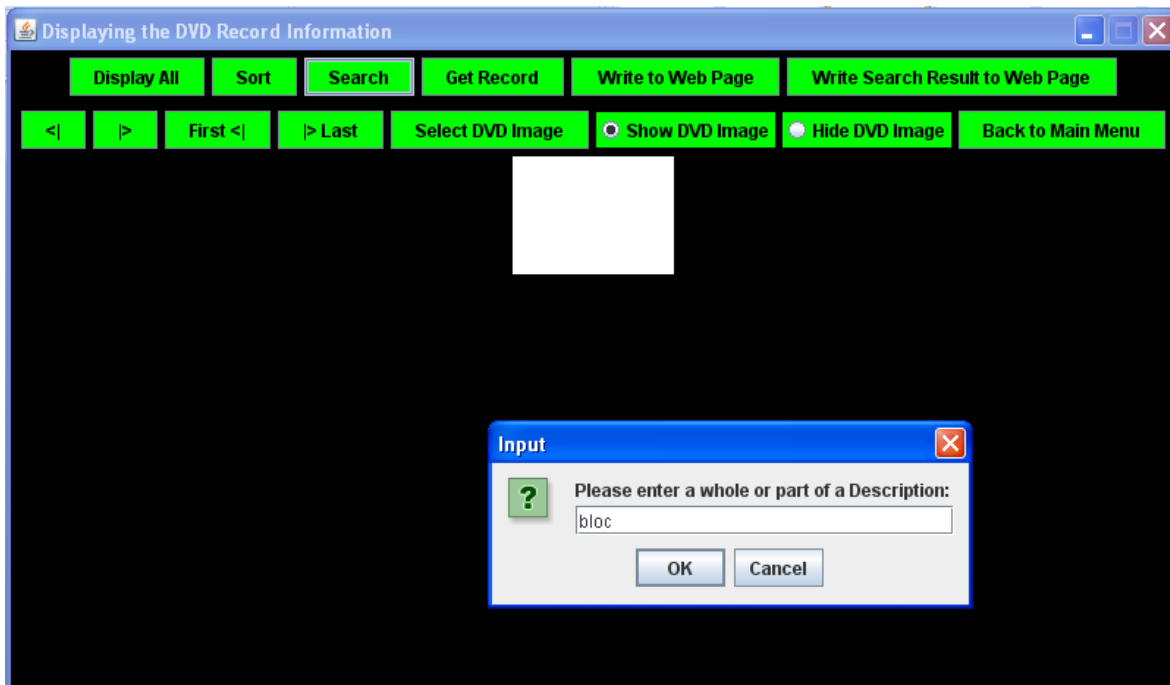 Displaying the DVD Record Information
Display All Sort Search Get Record Write to Web Page Write Search Result to Web Page
<| |> First <| |> Last Select DVD Image Show DVD Image Hide DVD Image Back to Main Menu
Input
? Please enter a whole or part of a Description:
bloc
OK Cancel